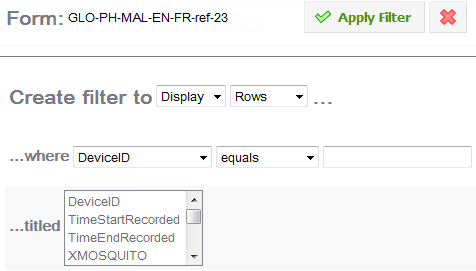 Form: GLO-PH-MAL-EN-FR-ref-23 Apply Filter
Create filter to Display Rows ...
...where DeviceID equals
DeviceID
TimeStartRecorded
...titled
TimeEndRecorded
XMOSQUITO